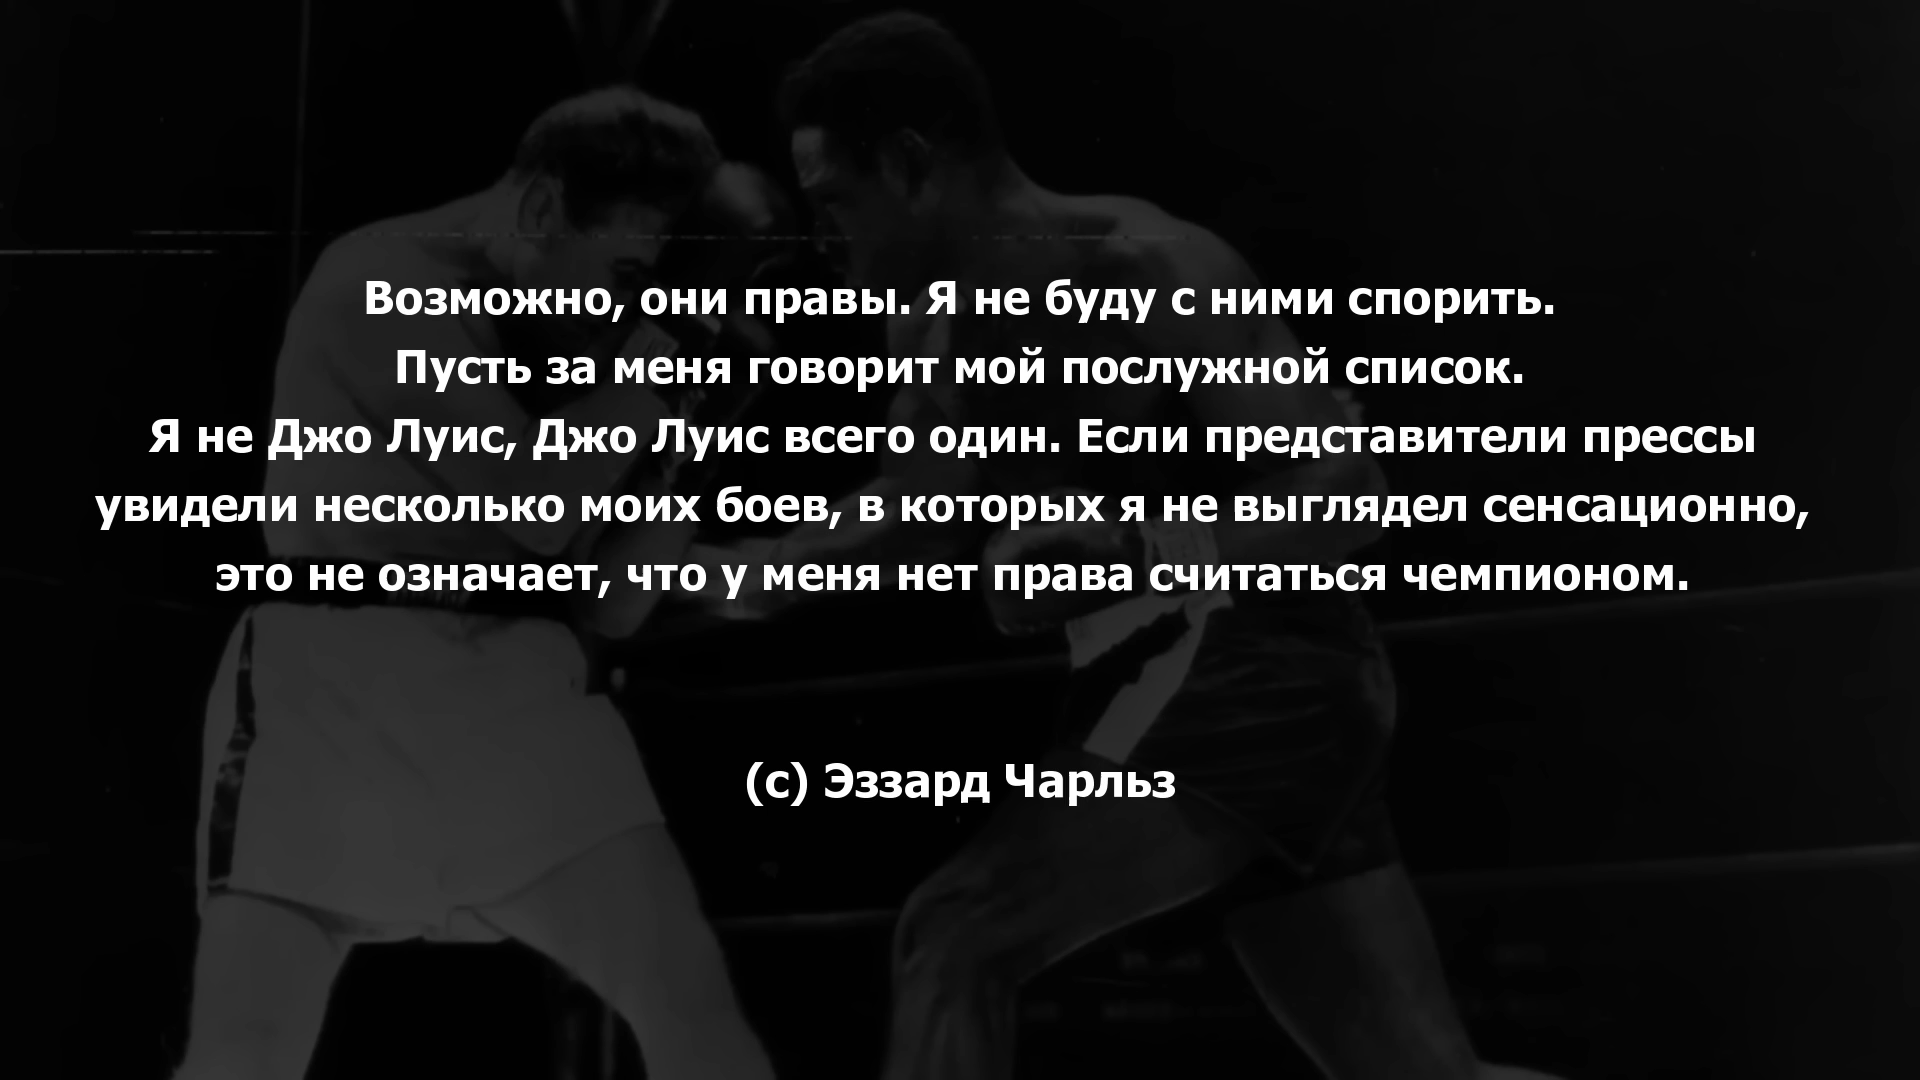 Возможно, они правы. Я не буду с ними спорить.
Пусть за меня говорит мой послужной список.
Я не Джо Луис, Джо Луис всего один. Если представители прессы
увидели несколько моих боев, в которых я не выглядел сенсационно,
это не означает, что у меня нет права считаться чемпионом.
(с) Эззард Чарльз